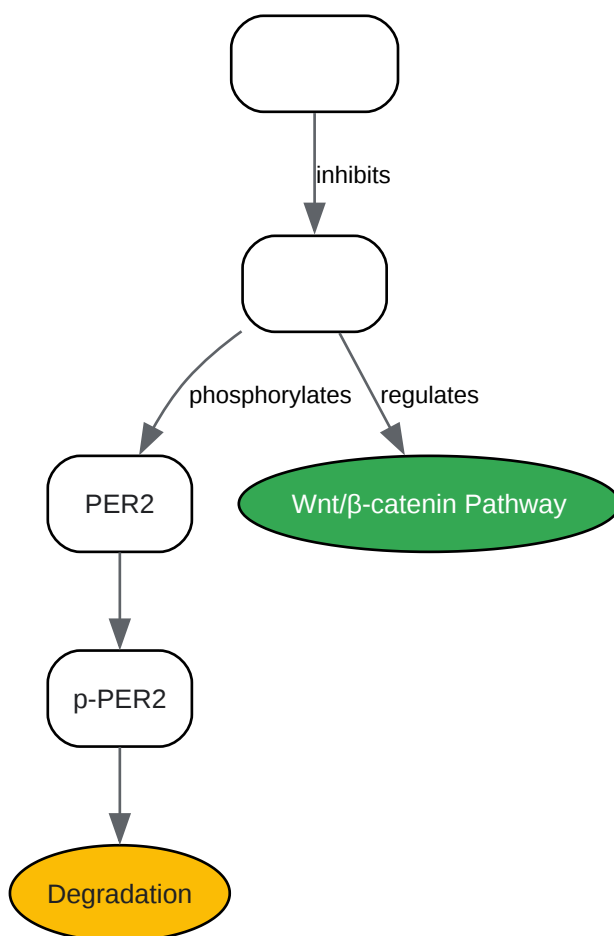 inhibits
phosphorylates
regulates
PER2
Wnt/β-catenin Pathway
p-PER2
Degradation